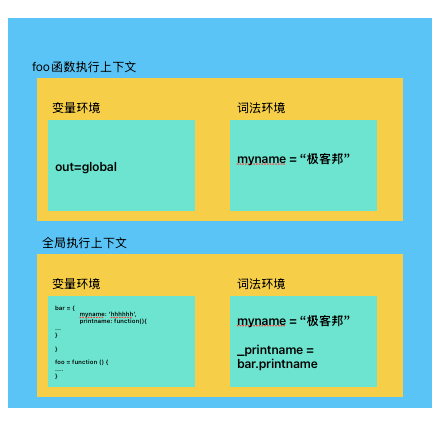 foo函数执行上下文
变量环境
词法环境
out=global
myname = “极客邦”
全局执行上下文
变量环境
词法环境
bar = {
myname: 'hhhhhh',
printname: function(){
...
}
}
foo = function () {
.....
}
myname = “极客邦”
_printname =
bar.printname